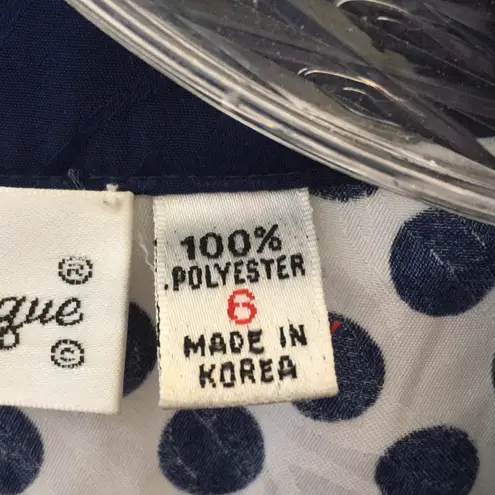 100%
POLYESTER
6
MADE IN
KOREA
®
gue
©